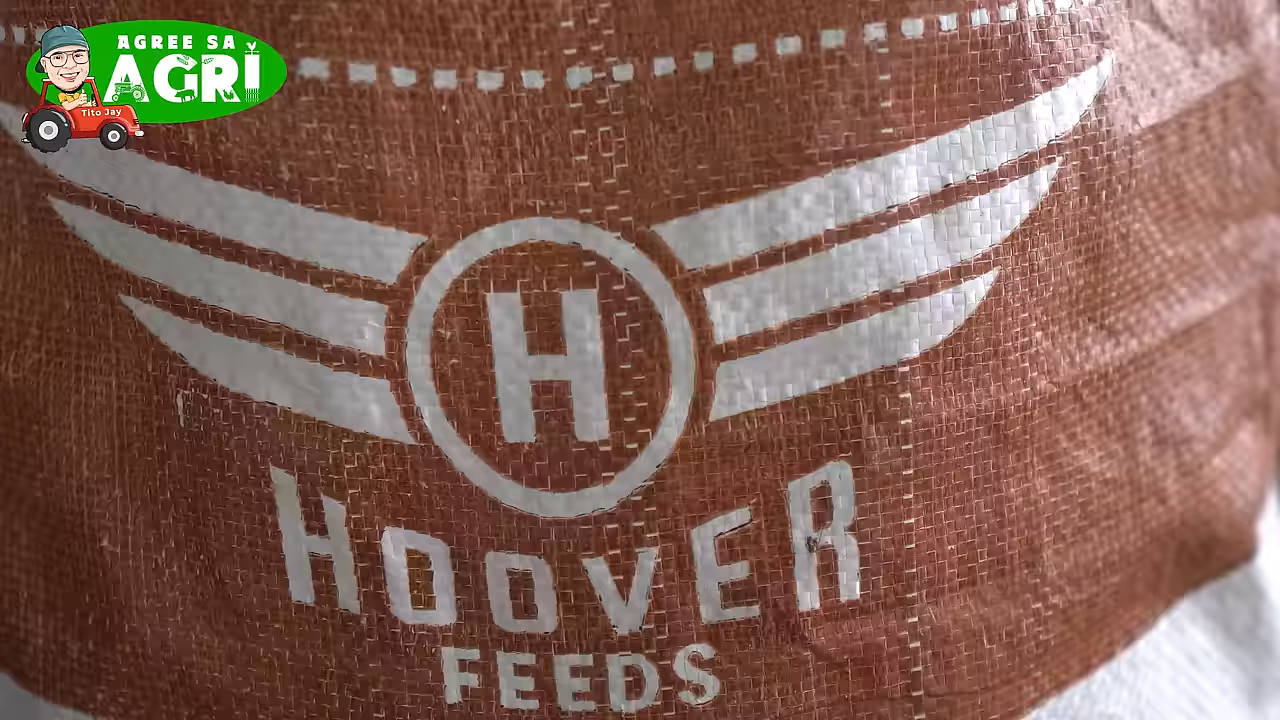 AGREE SA
AGRI
Tito Jay
H
HOOVER
FEEDS